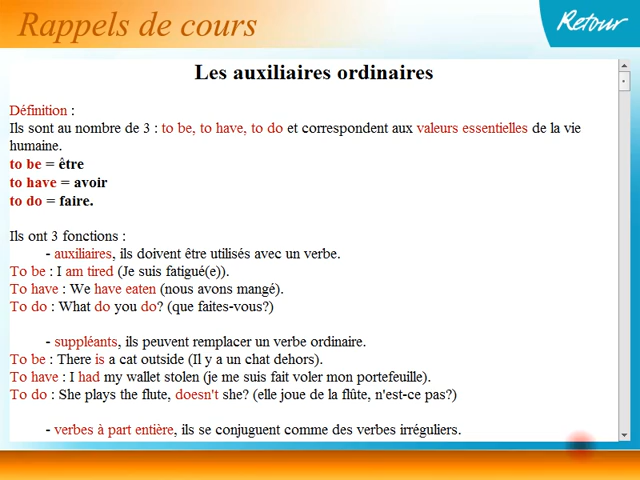 Rappels de cours
Retour
Les auxiliaires ordinaires
Définition :
Ils sont au nombre de 3 : to be, to have, to do et correspondent aux valeurs essentielles de la vie
humaine.
to be = être
to have = avoir
to do = faire.
Ils ont 3 fonctions :
- auxiliaires, ils doivent être utilisés avec un verbe.
To be : I am tired (Je suis fatigué(e)).
To have : We have eaten (nous avons mangé).
To do : What do you do? (que faites-vous?)
- suppléants, ils peuvent remplacer un verbe ordinaire.
To be : There is a cat outside (Il y a un chat dehors).
To have : I had my wallet stolen (je me suis fait voler mon portefeuille).
To do : She plays the flute, doesn't she? (elle joue de la flûte, n'est-ce pas?)
- verbes à part entière, ils se conjuguent comme des verbes irréguliers.